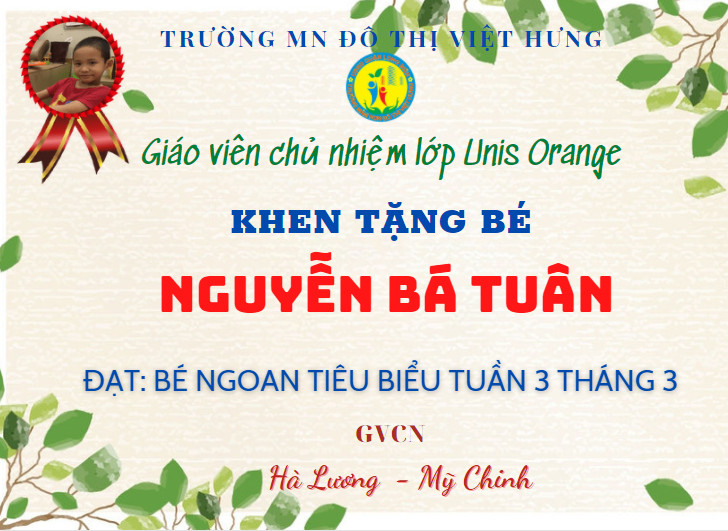 TRƯỜNG MN ĐÔ THỊ VIỆT HƯNG
Giáo viên chủ nhiệm lớp Unis Orange
KHEN TẶNG BÉ
NGUYỄN BÁ TUÂN
ĐẠT: BÉ NGOAN TIÊU BIỂU TUẦN 3 THÁNG 3
GVCN
Hà Lương - Mỹ Chinh